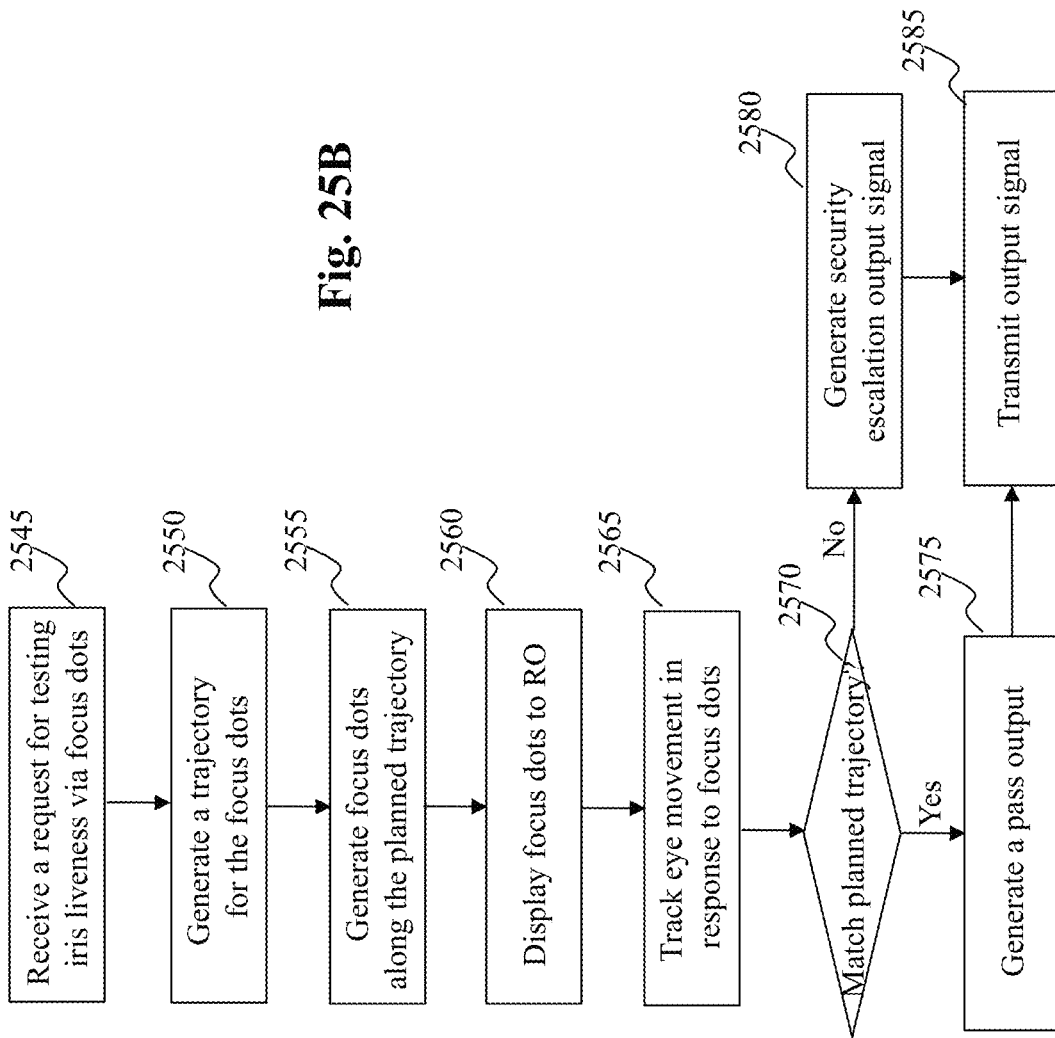 2545
Receive a request for testing
iris liveness via focus dots
2550
Generate a trajectory
for the focus dots
2555
Generate focus dots
along the planned trajectory
2560
Display focus dots to RO
2565
Track eye movement in
response to focus dots
2570
Match planned trajectory?
No
Yes
2575
Generate a pass output
2580
Generate security
escalation output signal
2585
Transmit output signal
Fig. 25B